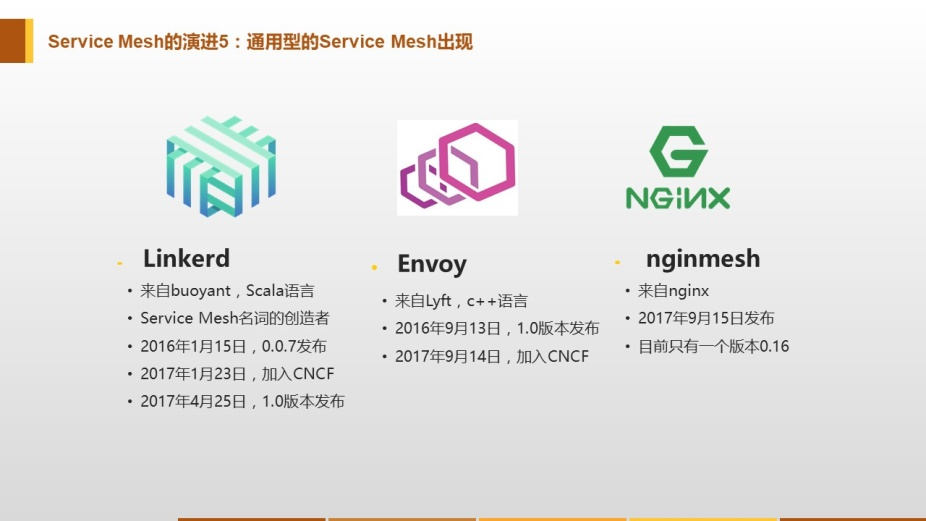 Service Mesh的演进5：通用型的Service Mesh出现
NGiNX
Linkerd
• 来自buoyant，Scala语言
• Service Mesh名词的创造者
• 2016年1月15日，0.0.7发布
• 2017年1月23日，加入CNCF
• 2017年4月25日，1.0版本发布
Envoy
• 来自Lyft，c++语言
• 2016年9月13日，1.0版本发布
• 2017年9月14日，加入CNCF
nginmesh
• 来自nginx
• 2017年9月15日发布
• 目前只有一个版本0.16